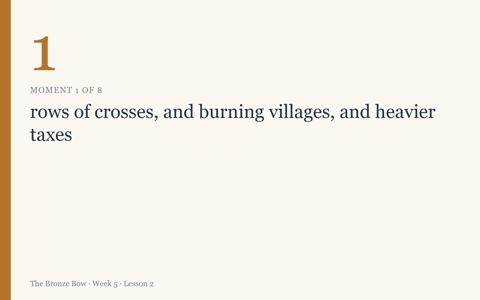 1
MOMENT 1 OF 8
rows of crosses, and burning villages, and heavier
taxes
The Bronze Bow · Week 5 · Lesson 2